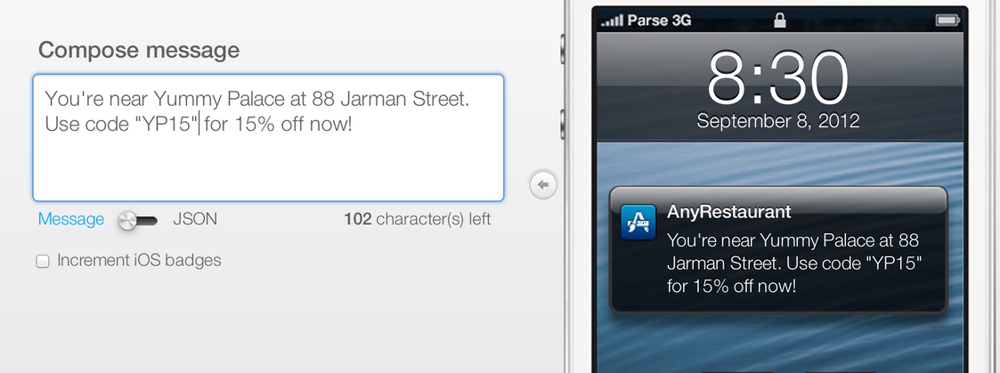 Compose message
You're near Yummy Palace at 88 Jarman Street.
Use code "YP15" for 15% off now!
Message
JSON
102 character(s) left
Increment iOS badges
Parse 3G
8:30
September 8, 2012
AnyRestaurant
You're near Yummy Palace at 88
Jarman Street. Use code "YP15"
for 15% off now!